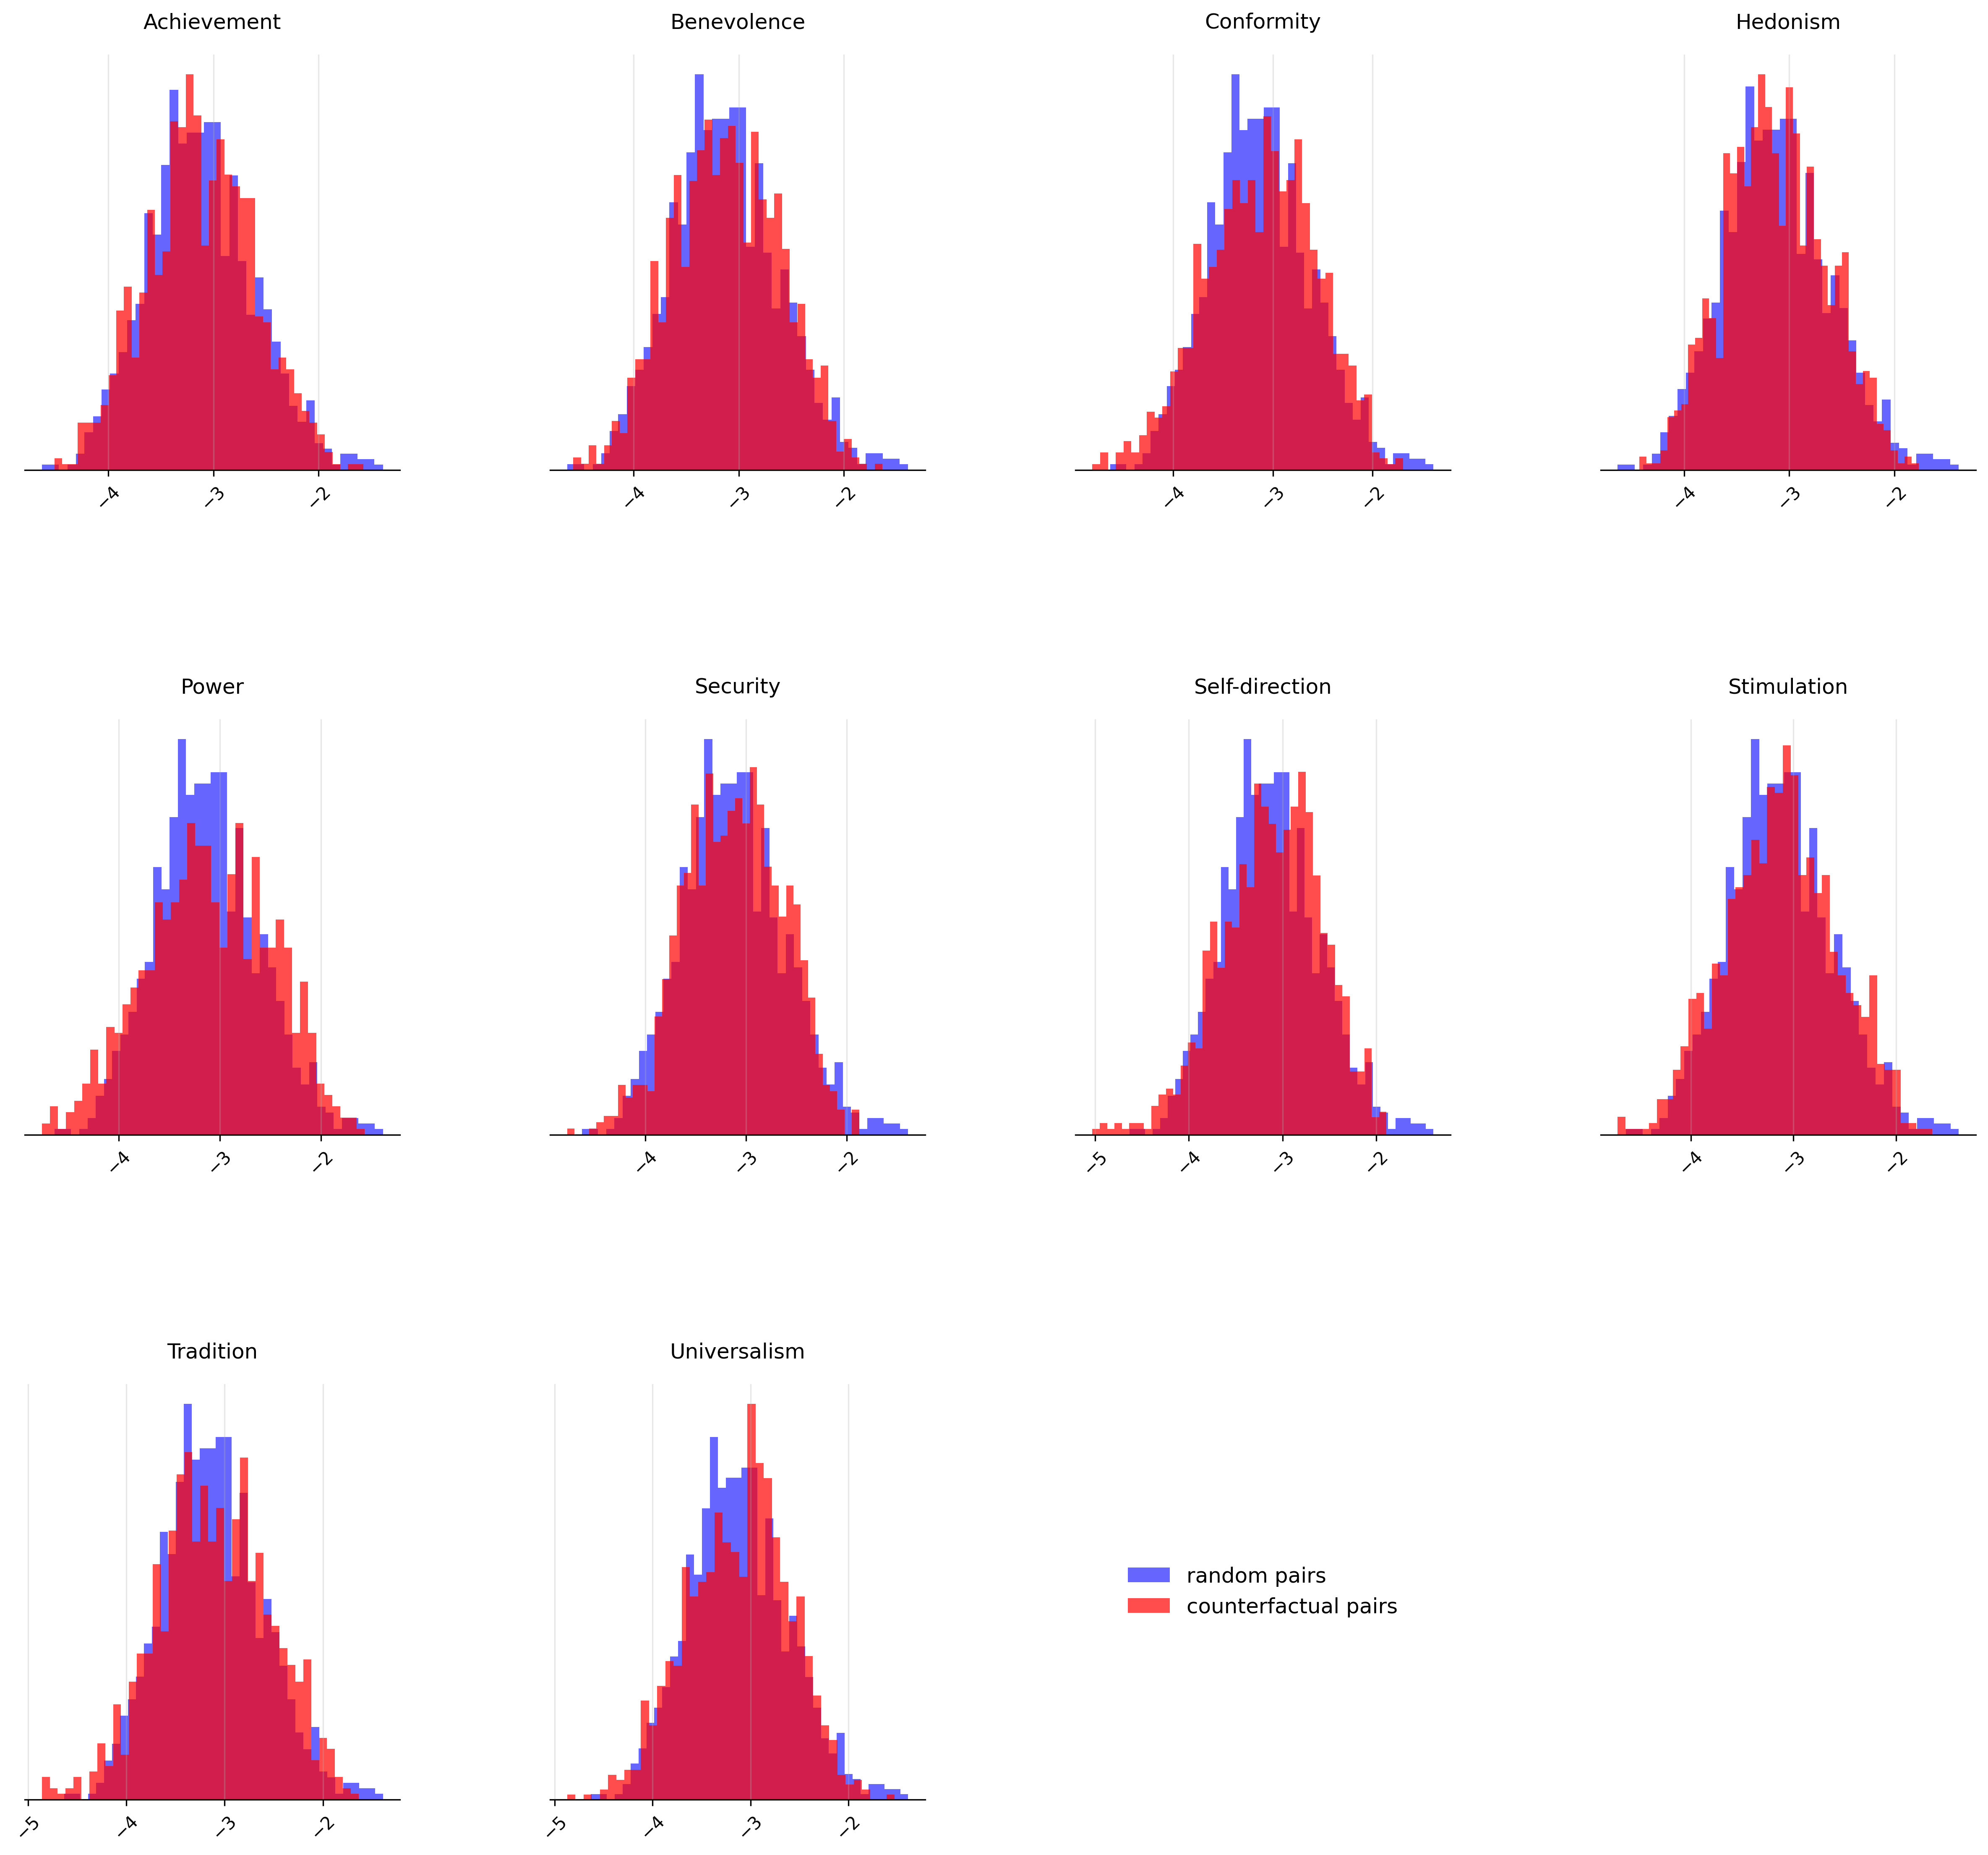 Achievement
Benevolence
Conformity
Hedonism
−4
−3
−2
−4
−3
−2
−4
−3
−2
−4
−3
−2
Power
Security
Self-direction
Stimulation
−4
−3
−2
−4
−3
−2
−5
−4
−3
−2
−4
−3
−2
Tradition
Universalism
random pairs
counterfactual pairs
−5
−4
−3
−2
−5
−4
−3
−2